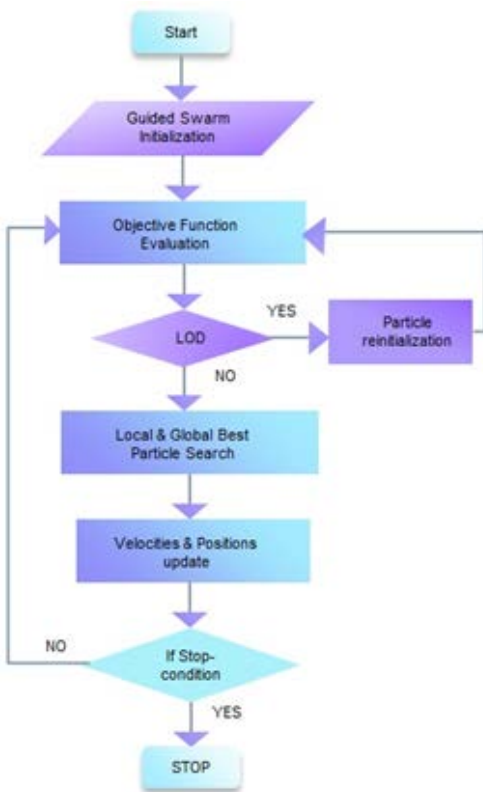 Start
Guided Swarm
Initialization
Objective Function
Evaluation
YES
LOD
Particle
reinitialization
NO
Local & Global Best
Particle Search
Velocities & Positions
update
NO
If Stop-
condition
YES
STOP